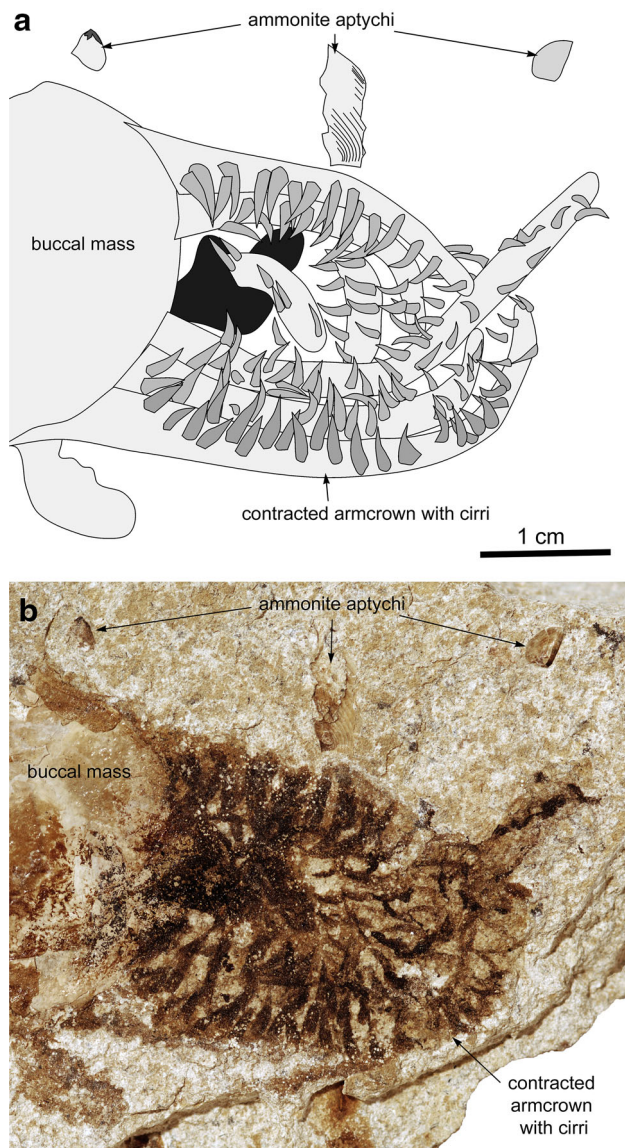 a
ammonite aptychi
buccal mass
contracted armcrown with cirri
1 cm
b
ammonite aptychi
buccal mass
contracted
armcrown
with cirri